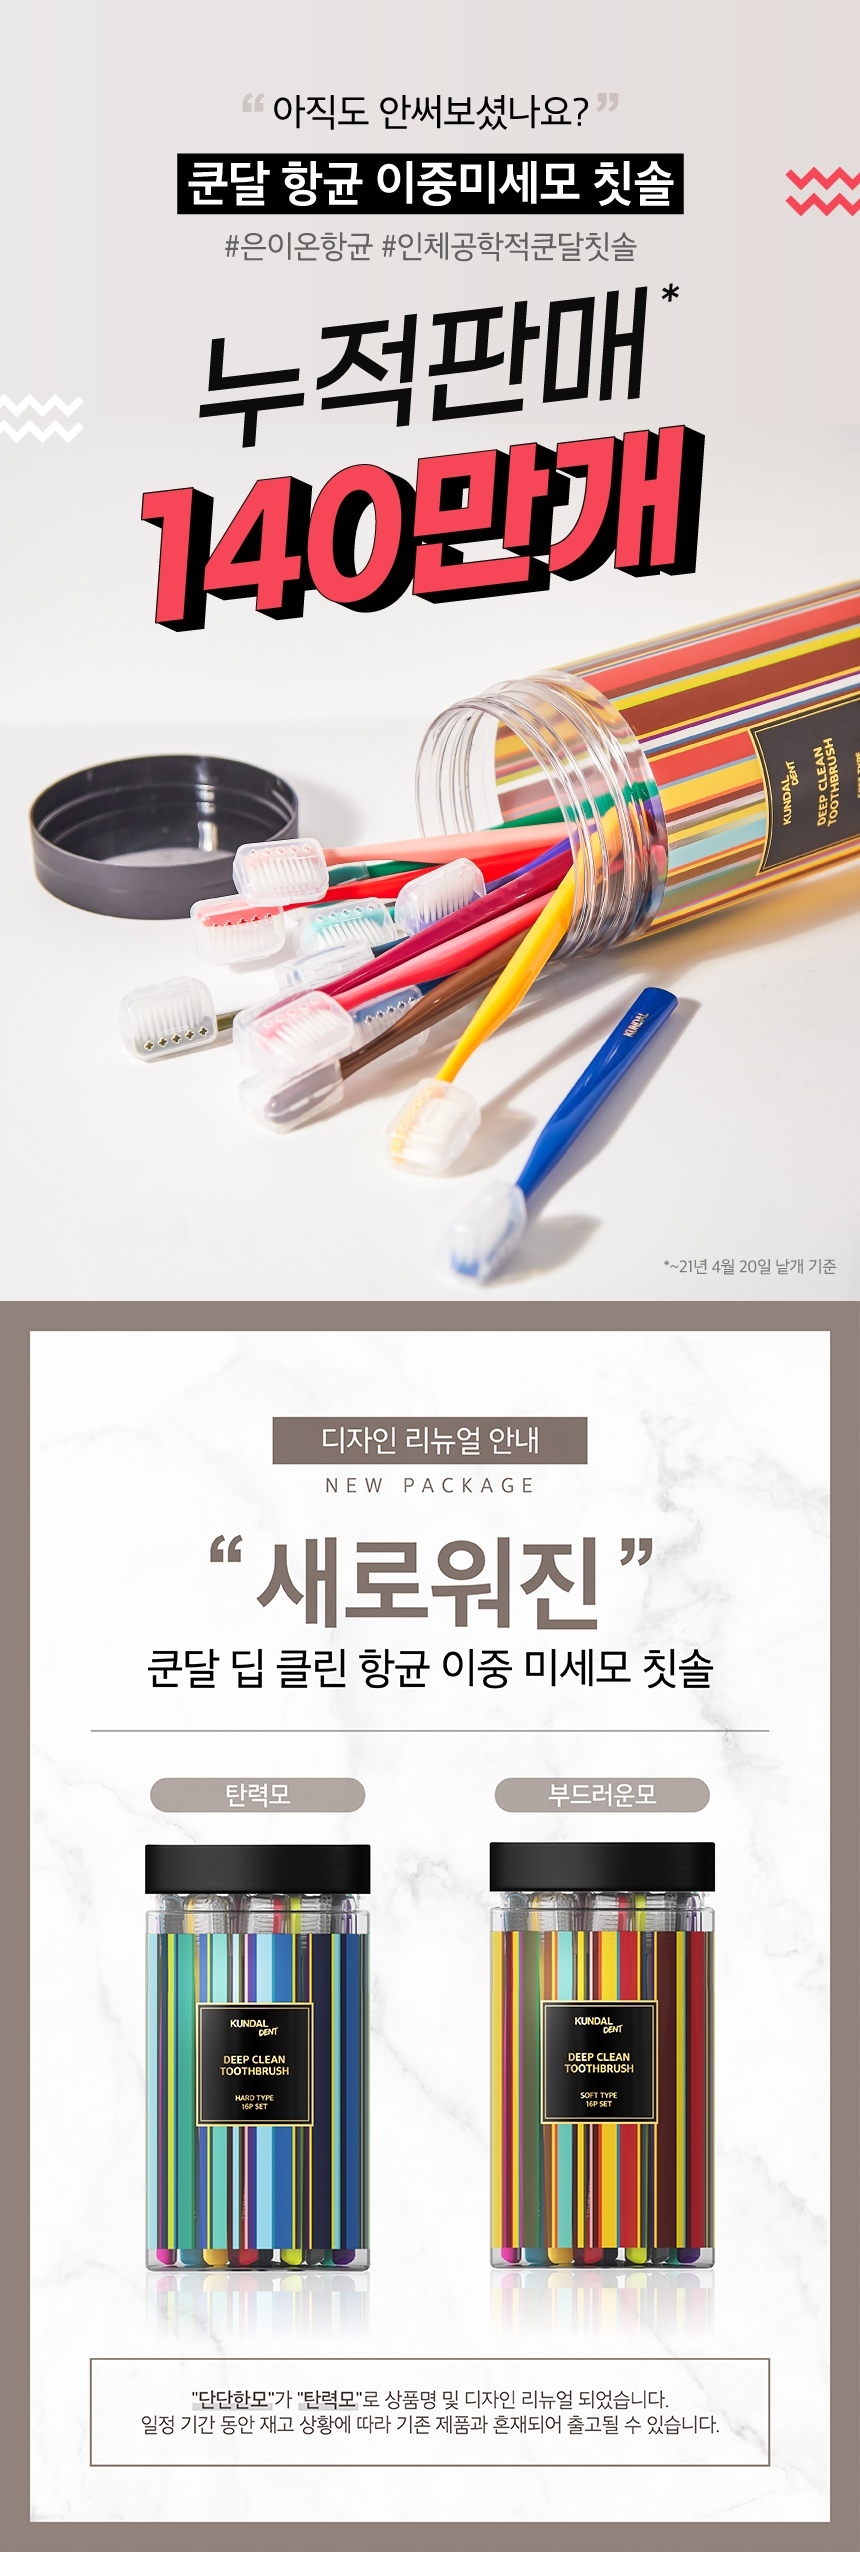 “ 아직도 안써보셨나요? ”
쿤달 항균 이중미세모 칫솔
#은이온항균 #인체공학적쿤달칫솔
누적판매*
140만개
KUNDAL
DENT
DEEP CLEAN
TOOTHBRUSH
KUNDAL
*~21년 4월 20일 낱개 기준
디자인 리뉴얼 안내
NEW PACKAGE
“ 새로워진 ”
쿤달 딥 클린 항균 이중 미세모 칫솔
탄력모
부드러운모
KUNDAL
DENT
DEEP CLEAN
TOOTHBRUSH
HARD TYPE
16P SET
KUNDAL
DENT
DEEP CLEAN
TOOTHBRUSH
SOFT TYPE
16P SET
"단단한모"가 "탄력모"로 상품명 및 디자인 리뉴얼 되었습니다.
일정 기간 동안 재고 상황에 따라 기존 제품과 혼재되어 출고될 수 있습니다.